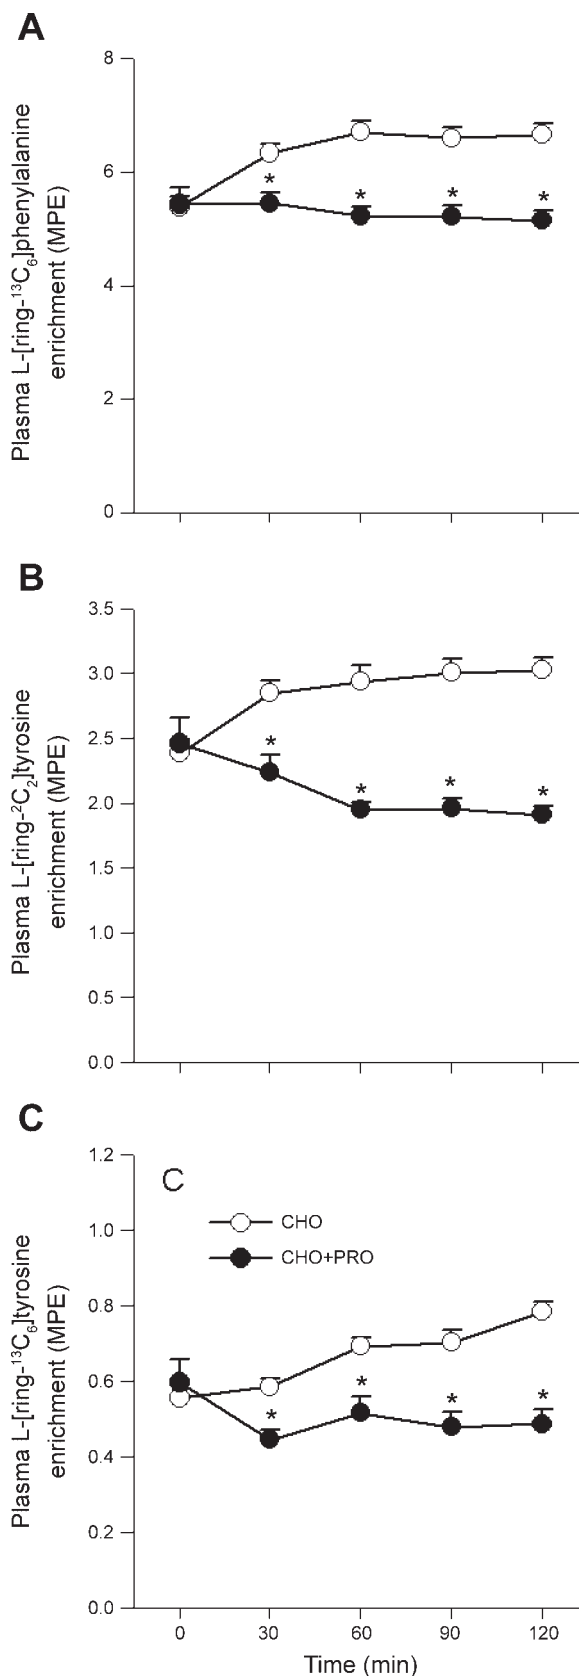 A
Plasma L-[ring-¹³C₆]phenylalanine
enrichment (MPE)
8
6
4
2
0
*
*
*
*
B
Plasma L-[ring-²C₂]tyrosine
enrichment (MPE)
3.5
3.0
2.5
2.0
1.5
1.0
0.5
0.0
*
*
*
*
C
Plasma L-[ring-¹³C₆]tyrosine
enrichment (MPE)
1.2
1.0
0.8
0.6
0.4
0.2
0.0
C
CHO
CHO+PRO
*
*
*
*
0 30 60 90 120
Time (min)